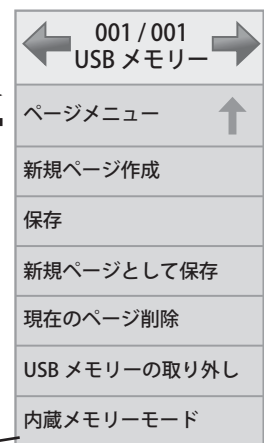 001 / 001
USB メモリー
ページメニュー
新規ページ作成
保存
新規ページとして保存
現在のページ削除
USB メモリーの取り外し
内蔵メモリーモード